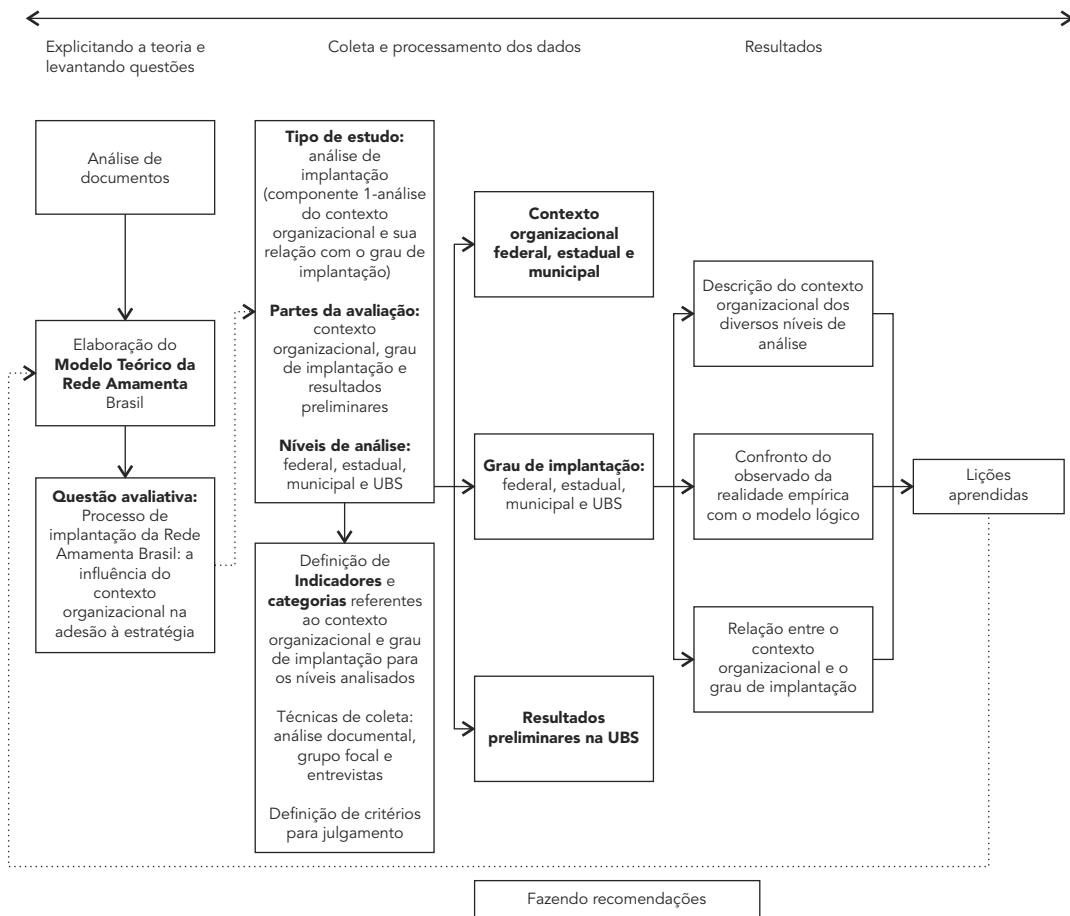 Explicitando a teoria e
levantando questões
Coleta e processamento dos dados
Resultados
Análise de
documentos
Elaboração do
Modelo Teórico da
Rede Amamenta
Brasil
Questão avaliativa:
Processo de
implantação da Rede
Amamenta Brasil: a
influência do
contexto
organizacional na
adesão à estratégia
Tipo de estudo:
análise de
implantação
(componente 1-análise
do contexto
organizacional e sua
relação com o grau de
implantação)
Partes da avaliação:
contexto
organizacional, grau
de implantação e
resultados
preliminares
Níveis de análise:
federal, estadual,
municipal e UBS
Definição de
Indicadores e
categorias referentes
ao contexto
organizacional e grau
de implantação para
os níveis analisados
Técnicas de coleta:
análise documental,
grupo focal e
entrevistas
Definição de critérios
para julgamento
Contexto
organizacional
federal, estadual e
municipal
Grau de implantação:
federal, estadual,
municipal e UBS
Resultados
preliminares na UBS
Descrição do contexto
organizacional dos
diversos níveis de
análise
Confronto do
observado da
realidade empírica
com o modelo lógico
Relação entre o
contexto
organizacional e o
grau de implantação
Lições
aprendidas
Fazendo recomendações